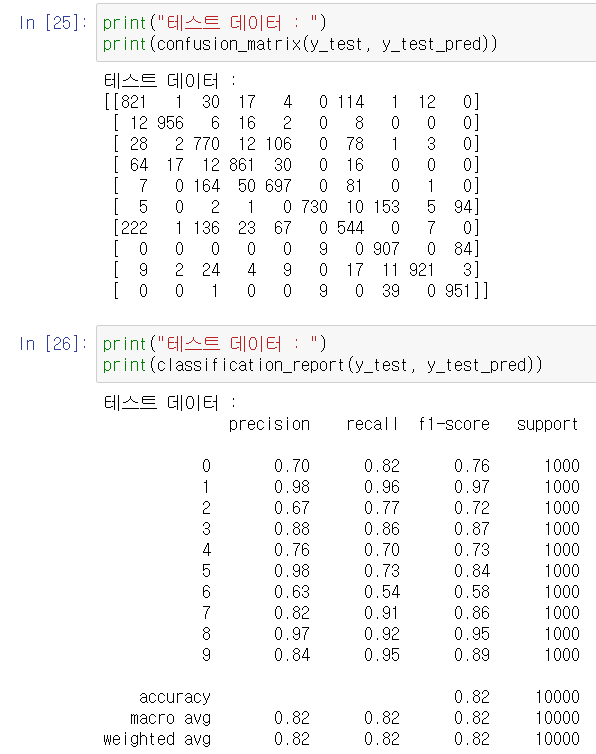 In [25]: print("테스트 데이터 : ")
print(confusion_matrix(y_test, y_test_pred))
테스트 데이터 :
[[821   1  30  17   4   0 114   1  12   0]
 [ 12 956   6  16   2   0   8   0   0   0]
 [ 28   2 770  12 106   0  78   1   3   0]
 [ 64  17  12 861  30   0  16   0   0   0]
 [  7   0 164  50 697   0  81   0   1   0]
 [  5   0   2   1   0 730  10 153   5  94]
 [222   1 136  23  67   0 544   0   7   0]
 [  0   0   0   0   0   9   0 907   0  84]
 [  9   2  24   4   9   0  17  11 921   3]
 [  0   0   1   0   0   9   0  39   0 951]]
In [26]: print("테스트 데이터 : ")
print(classification_report(y_test, y_test_pred))
테스트 데이터 :
precision    recall  f1-score   support
0       0.70      0.82      0.76      1000
1       0.98      0.96      0.97      1000
2       0.67      0.77      0.72      1000
3       0.88      0.86      0.87      1000
4       0.76      0.70      0.73      1000
5       0.98      0.73      0.84      1000
6       0.63      0.54      0.58      1000
7       0.82      0.91      0.86      1000
8       0.97      0.92      0.95      1000
9       0.84      0.95      0.89      1000
accuracy                           0.82     10000
macro avg       0.82      0.82      0.82     10000
weighted avg       0.82      0.82      0.82     10000